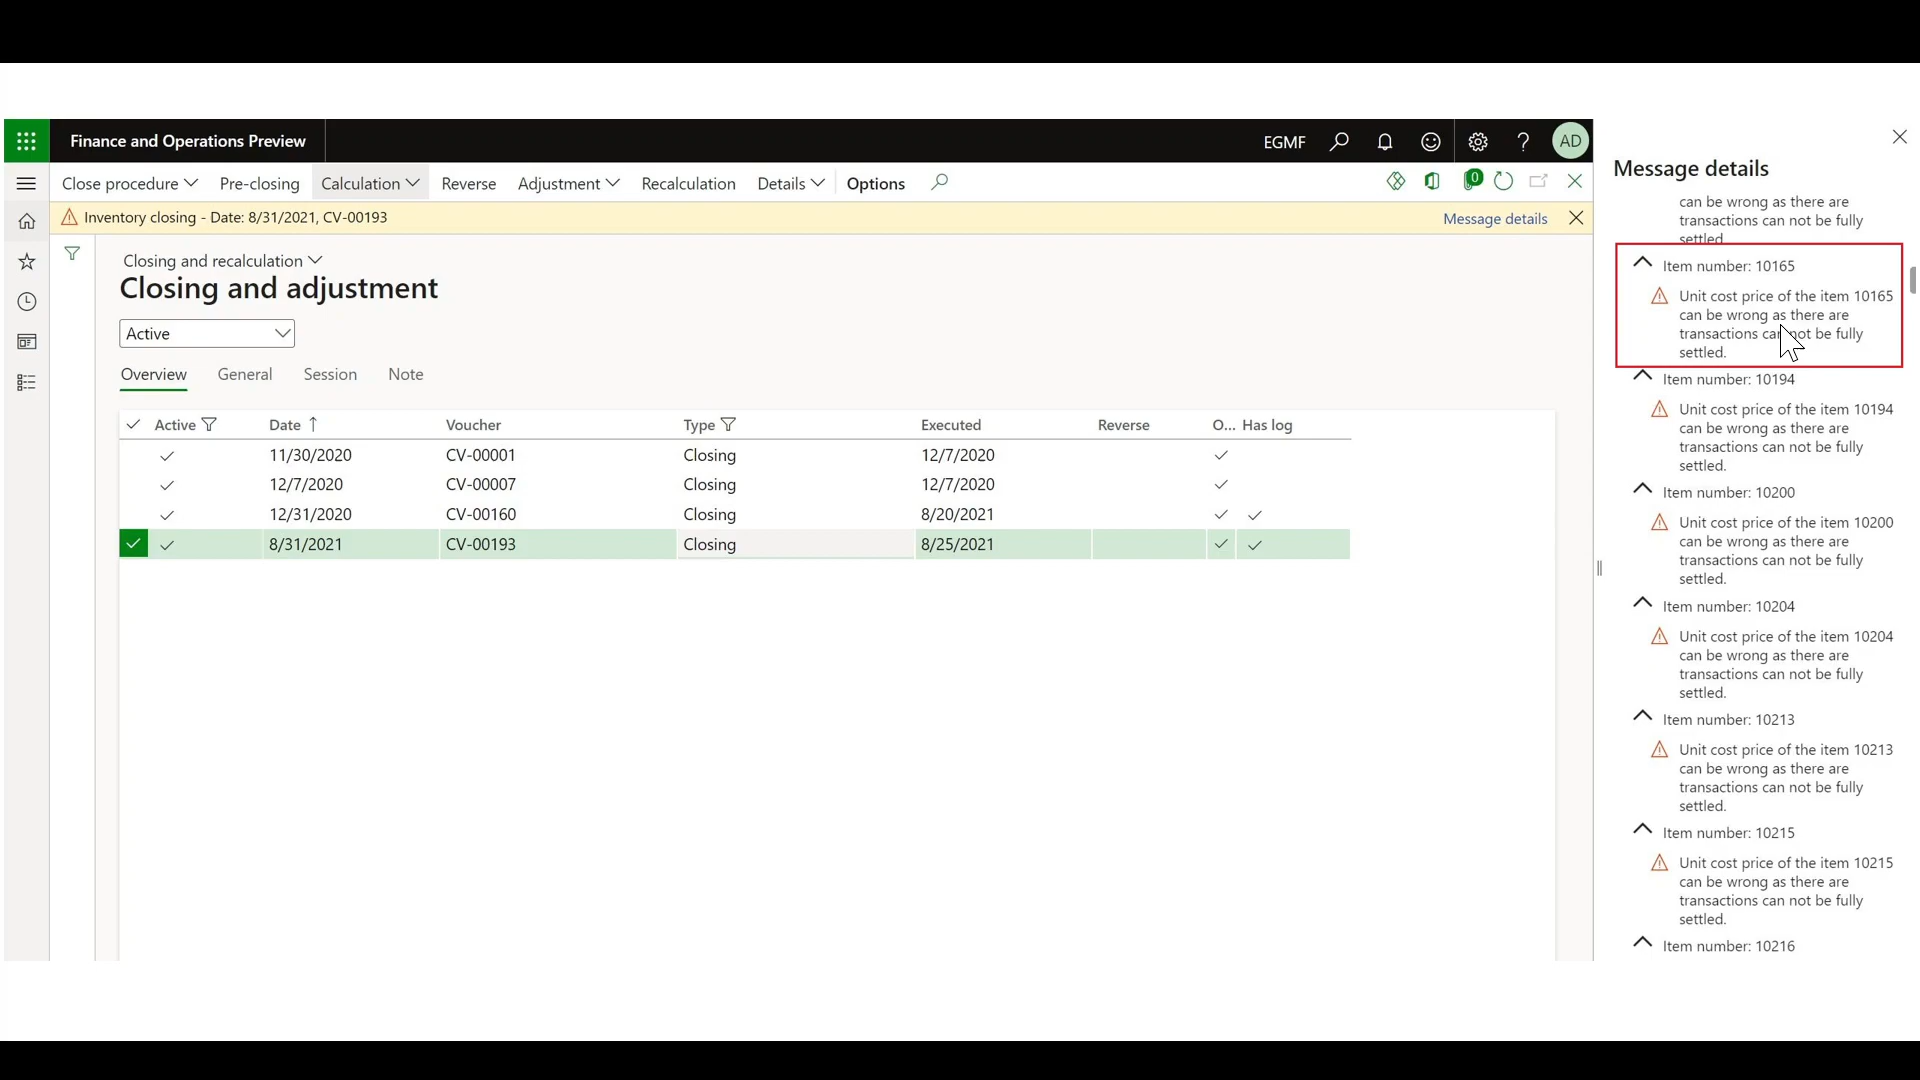 Finance and Operations Preview
EGMF
AD
Close procedure
Pre-closing
Calculation
Reverse
Adjustment
Recalculation
Details
Options
0
Inventory closing - Date: 8/31/2021, CV-00193
Message details
Closing and recalculation
Closing and adjustment
Active
Overview
General
Session
Note
Active Date Voucher Type Executed Reverse O... Has log
11/30/2020 CV-00001 Closing 12/7/2020
12/7/2020 CV-00007 Closing 12/7/2020
12/31/2020 CV-00160 Closing 8/20/2021
8/31/2021 CV-00193 Closing 8/25/2021
Message details
can be wrong as there are
transactions can not be fully
settled.
Item number: 10165
Unit cost price of the item 10165
can be wrong as there are
transactions can not be fully
settled.
Item number: 10194
Unit cost price of the item 10194
can be wrong as there are
transactions can not be fully
settled.
Item number: 10200
Unit cost price of the item 10200
can be wrong as there are
transactions can not be fully
settled.
Item number: 10204
Unit cost price of the item 10204
can be wrong as there are
transactions can not be fully
settled.
Item number: 10213
Unit cost price of the item 10213
can be wrong as there are
transactions can not be fully
settled.
Item number: 10215
Unit cost price of the item 10215
can be wrong as there are
transactions can not be fully
settled.
Item number: 10216